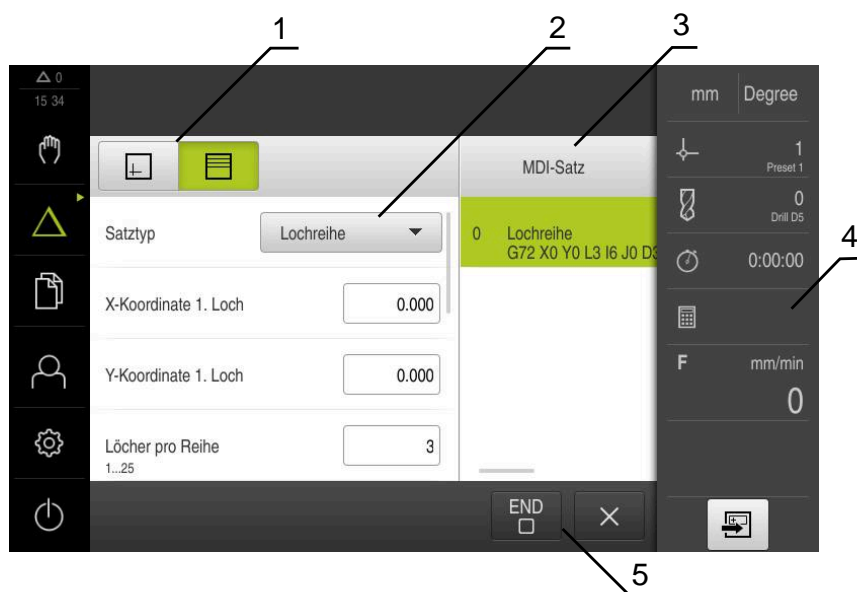 1 2 3
0
15 34
mm Degree
1
Preset 1
MDI-Satz
0
Drill D5
Satztyp Lochreihe
0 Lochreihe
G72 X0 Y0 L3 I6 J0 D3
4
0:00:00
X-Koordinate 1. Loch 0.000
Y-Koordinate 1. Loch 0.000
F mm/min
0
Löcher pro Reihe 3
1...25
END
5